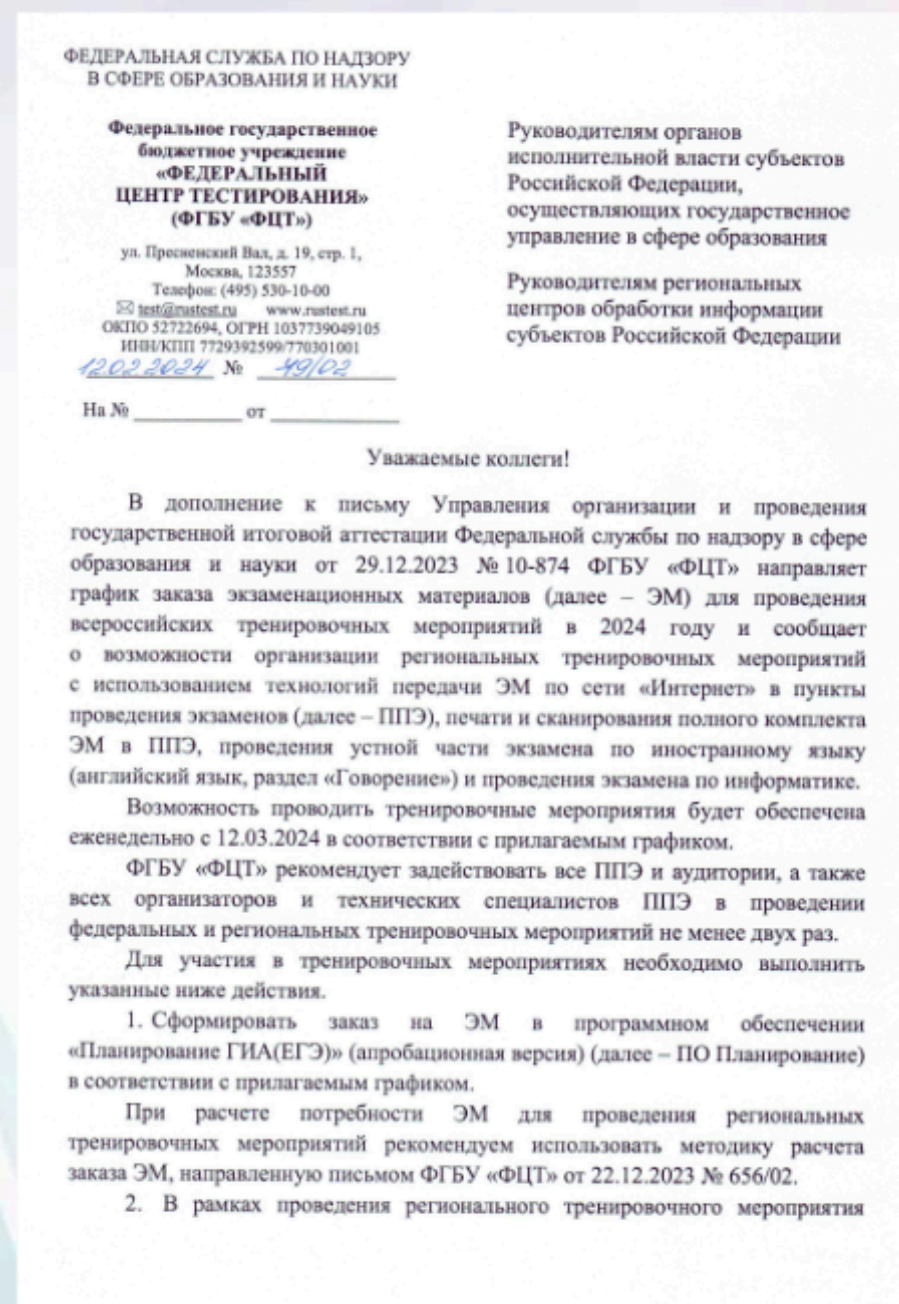 ФЕДЕРАЛЬНАЯ СЛУЖБА ПО НАДЗОРУ
В СФЕРЕ ОБРАЗОВАНИЯ И НАУКИ
Федеральное государственное
бюджетное учреждение
«ФЕДЕРАЛЬНЫЙ
ЦЕНТР ТЕСТИРОВАНИЯ»
(ФГБУ «ФЦТ»)
ул. Пресненский Вал, д. 19, стр. 1,
Москва, 123557
Телефон: (495) 530-10-00
test@rustest.ru www.rustest.ru
ОКПО 52722694, ОГРН 1037739049105
ИНН/КПП 7729392599/770301001
12.02.2024 № 49/02
На № ___________ от ___________
Руководителям органов
исполнительной власти субъектов
Российской Федерации,
осуществляющих государственное
управление в сфере образования
Руководителям региональных
центров обработки информации
субъектов Российской Федерации
Уважаемые коллеги!
В дополнение к письму Управления организации и проведения
государственной итоговой аттестации Федеральной службы по надзору в сфере
образования и науки от 29.12.2023 № 10-874 ФГБУ «ФЦТ» направляет
график заказа экзаменационных материалов (далее – ЭМ) для проведения
всероссийских тренировочных мероприятий в 2024 году и сообщает
о возможности организации региональных тренировочных мероприятий
с использованием технологий передачи ЭМ по сети «Интернет» в пункты
проведения экзаменов (далее – ППЭ), печати и сканирования полного комплекта
ЭМ в ППЭ, проведения устной части экзамена по иностранному языку
(английский язык, раздел «Говорение») и проведения экзамена по информатике.
Возможность проводить тренировочные мероприятия будет обеспечена
еженедельно с 12.03.2024 в соответствии с прилагаемым графиком.
ФГБУ «ФЦТ» рекомендует задействовать все ППЭ и аудитории, а также
всех организаторов и технических специалистов ППЭ в проведении
федеральных и региональных тренировочных мероприятий не менее двух раз.
Для участия в тренировочных мероприятиях необходимо выполнить
указанные ниже действия.
1. Сформировать заказ на ЭМ в программном обеспечении
«Планирование ГИА(ЕГЭ)» (апробационная версия) (далее – ПО Планирование)
в соответствии с прилагаемым графиком.
При расчете потребности ЭМ для проведения региональных
тренировочных мероприятий рекомендуем использовать методику расчета
заказа ЭМ, направленную письмом ФГБУ «ФЦТ» от 22.12.2023 № 656/02.
2. В рамках проведения регионального тренировочного мероприятия